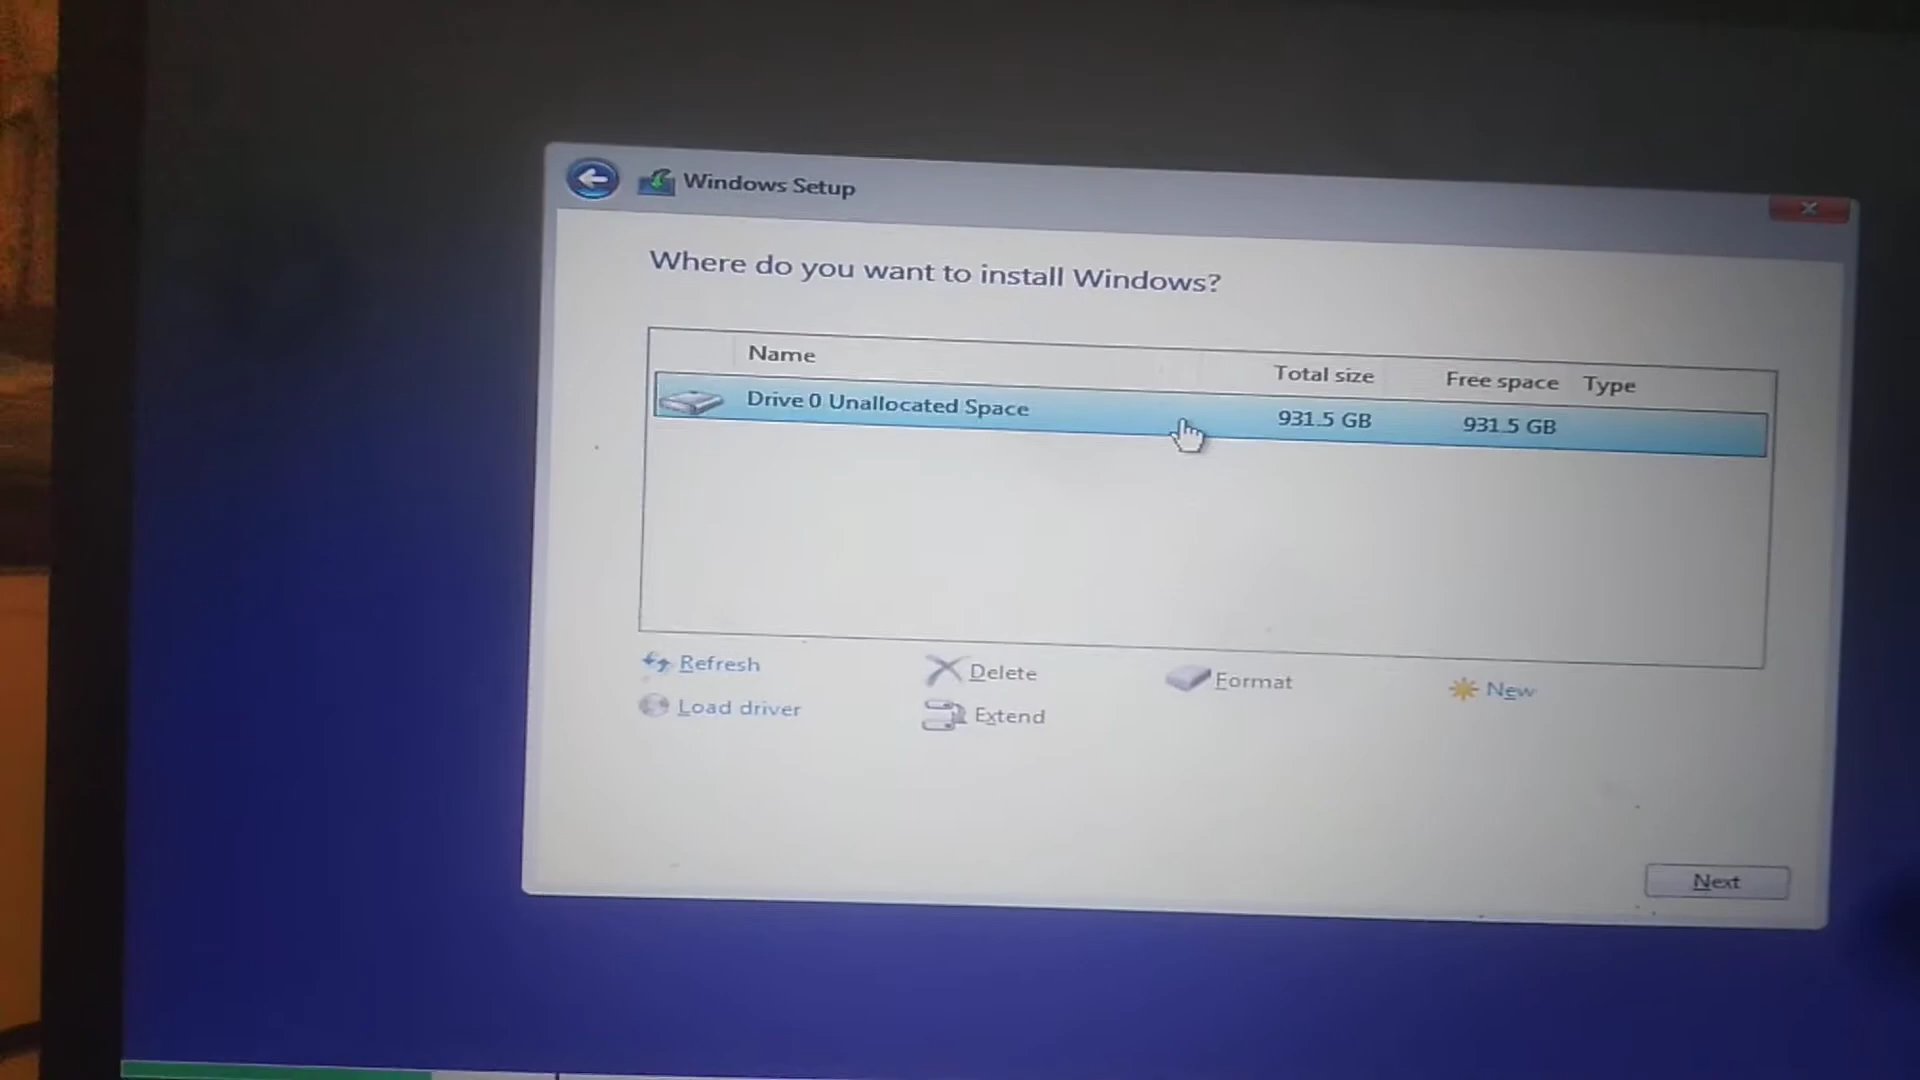 Windows Setup
Where do you want to install Windows?
Name Total size Free space Type
Drive 0 Unallocated Space 931.5 GB 931.5 GB
Refresh Delete Format New
Load driver Extend
Next